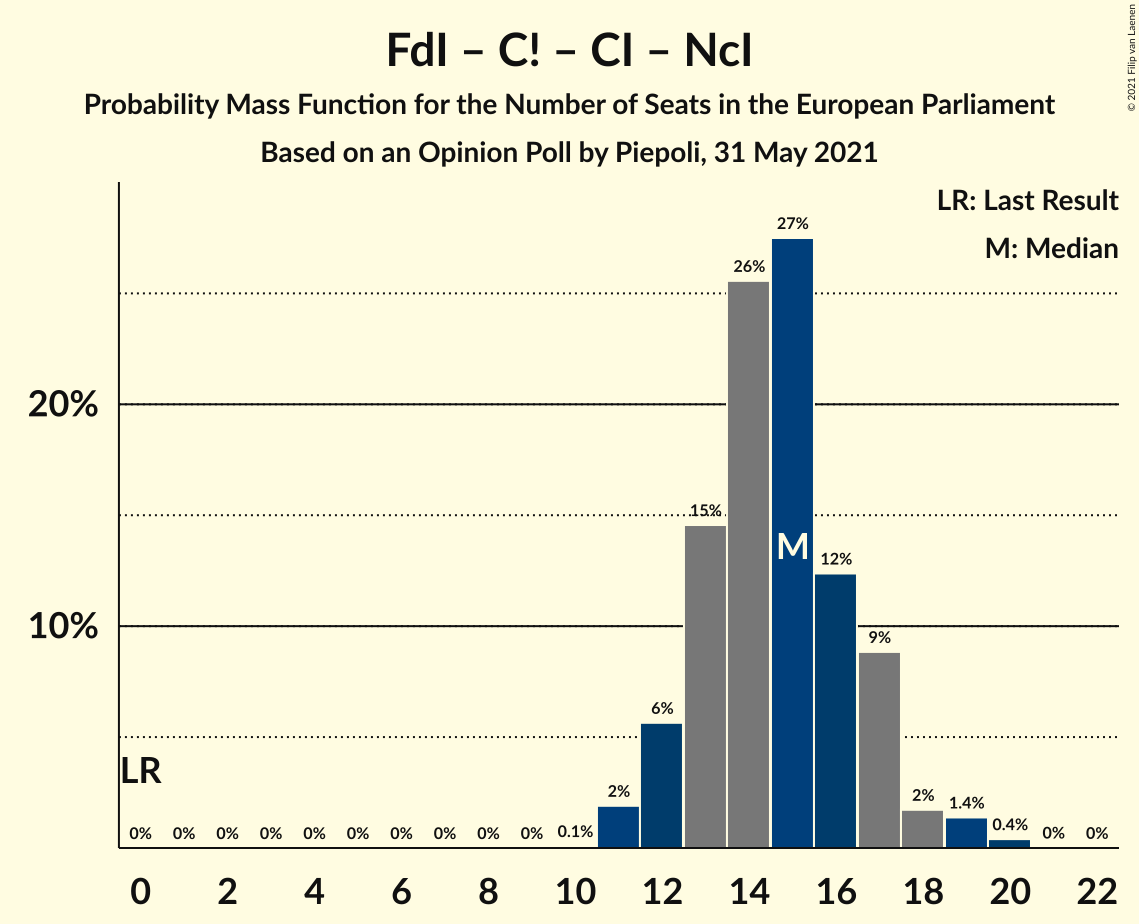 FdI – C! – CI – NcI
Probability Mass Function for the Number of Seats in the European Parliament
Based on an Opinion Poll by Piepoli, 31 May 2021
© 2021 Filip van Laenen
LR: Last Result
M: Median
20%
10%
27%
26%
15%
M
12%
9%
6%
LR
2%
2%
1.4%
0% 0% 0% 0% 0% 0% 0% 0% 0% 0% 0.1% 0.4% 0% 0%
0 2 4 6 8 10 12 14 16 18 20 22